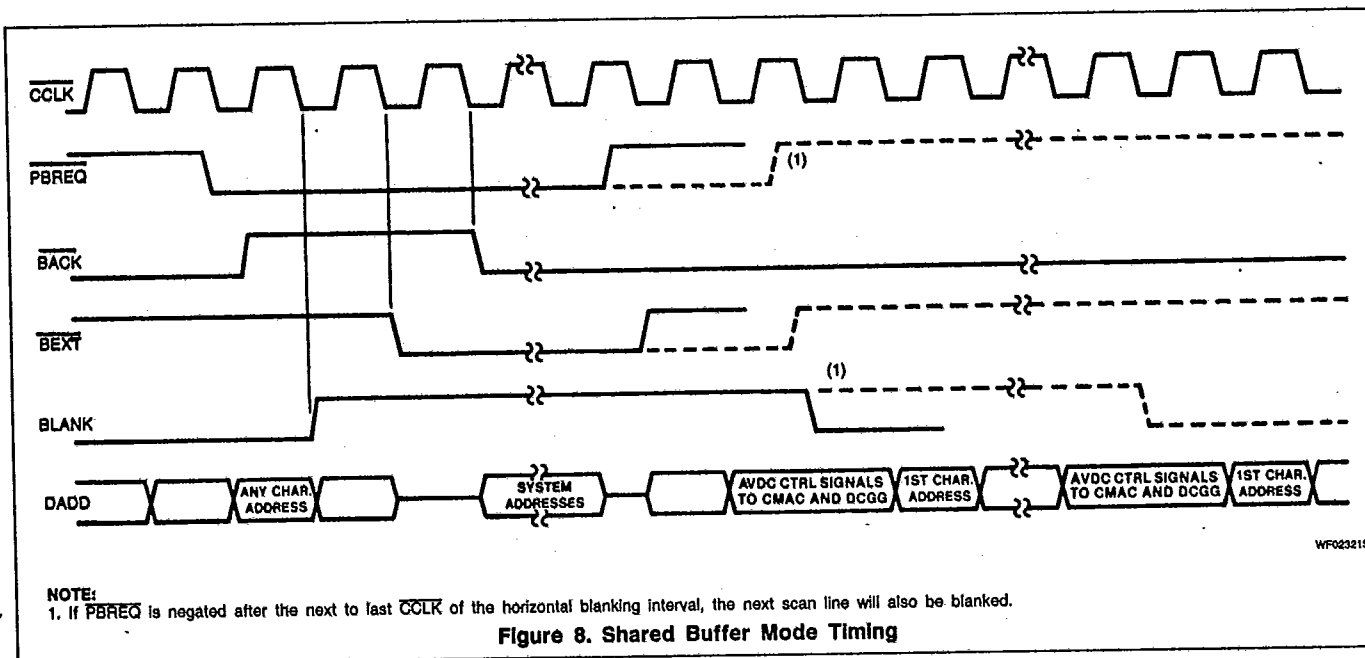 CCLK
PBREQ
(1)
BACK
BEXT
(1)
BLANK
DADD
ANY CHAR.
ADDRESS
SYSTEM
ADDRESSES
AVDC CTRL SIGNALS
TO CMAC AND DCGG
1ST CHAR.
ADDRESS
AVDC CTRL SIGNALS
TO CMAC AND DCGG
1ST CHAR.
ADDRESS
WF02321S
NOTE:
1. If PBREQ is negated after the next to last CCLK of the horizontal blanking interval, the next scan line will also be blanked.
Figure 8. Shared Buffer Mode Timing